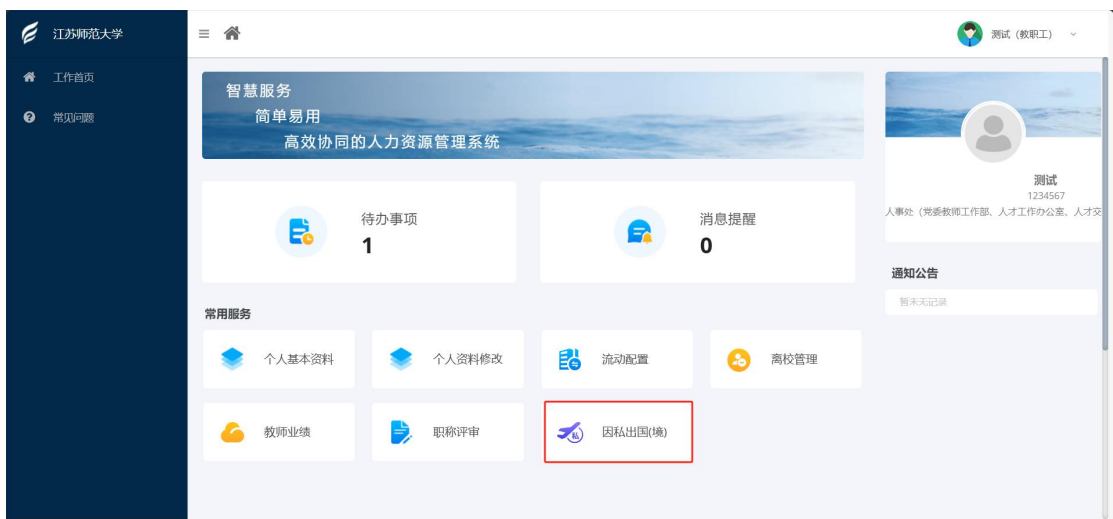 江苏师范大学
测试（教职工）
工作首页
常见问题
智慧服务
简单易用
高效协同的人力资源管理系统
待办事项
1
消息提醒
0
测试
1234567
人事处（党委教师工作部、人才工作办公室、人才交
通知公告
暂未无记录
常用服务
个人基本资料
个人资料修改
流动配置
离校管理
教师业绩
职称评审
私
因私出国(境)